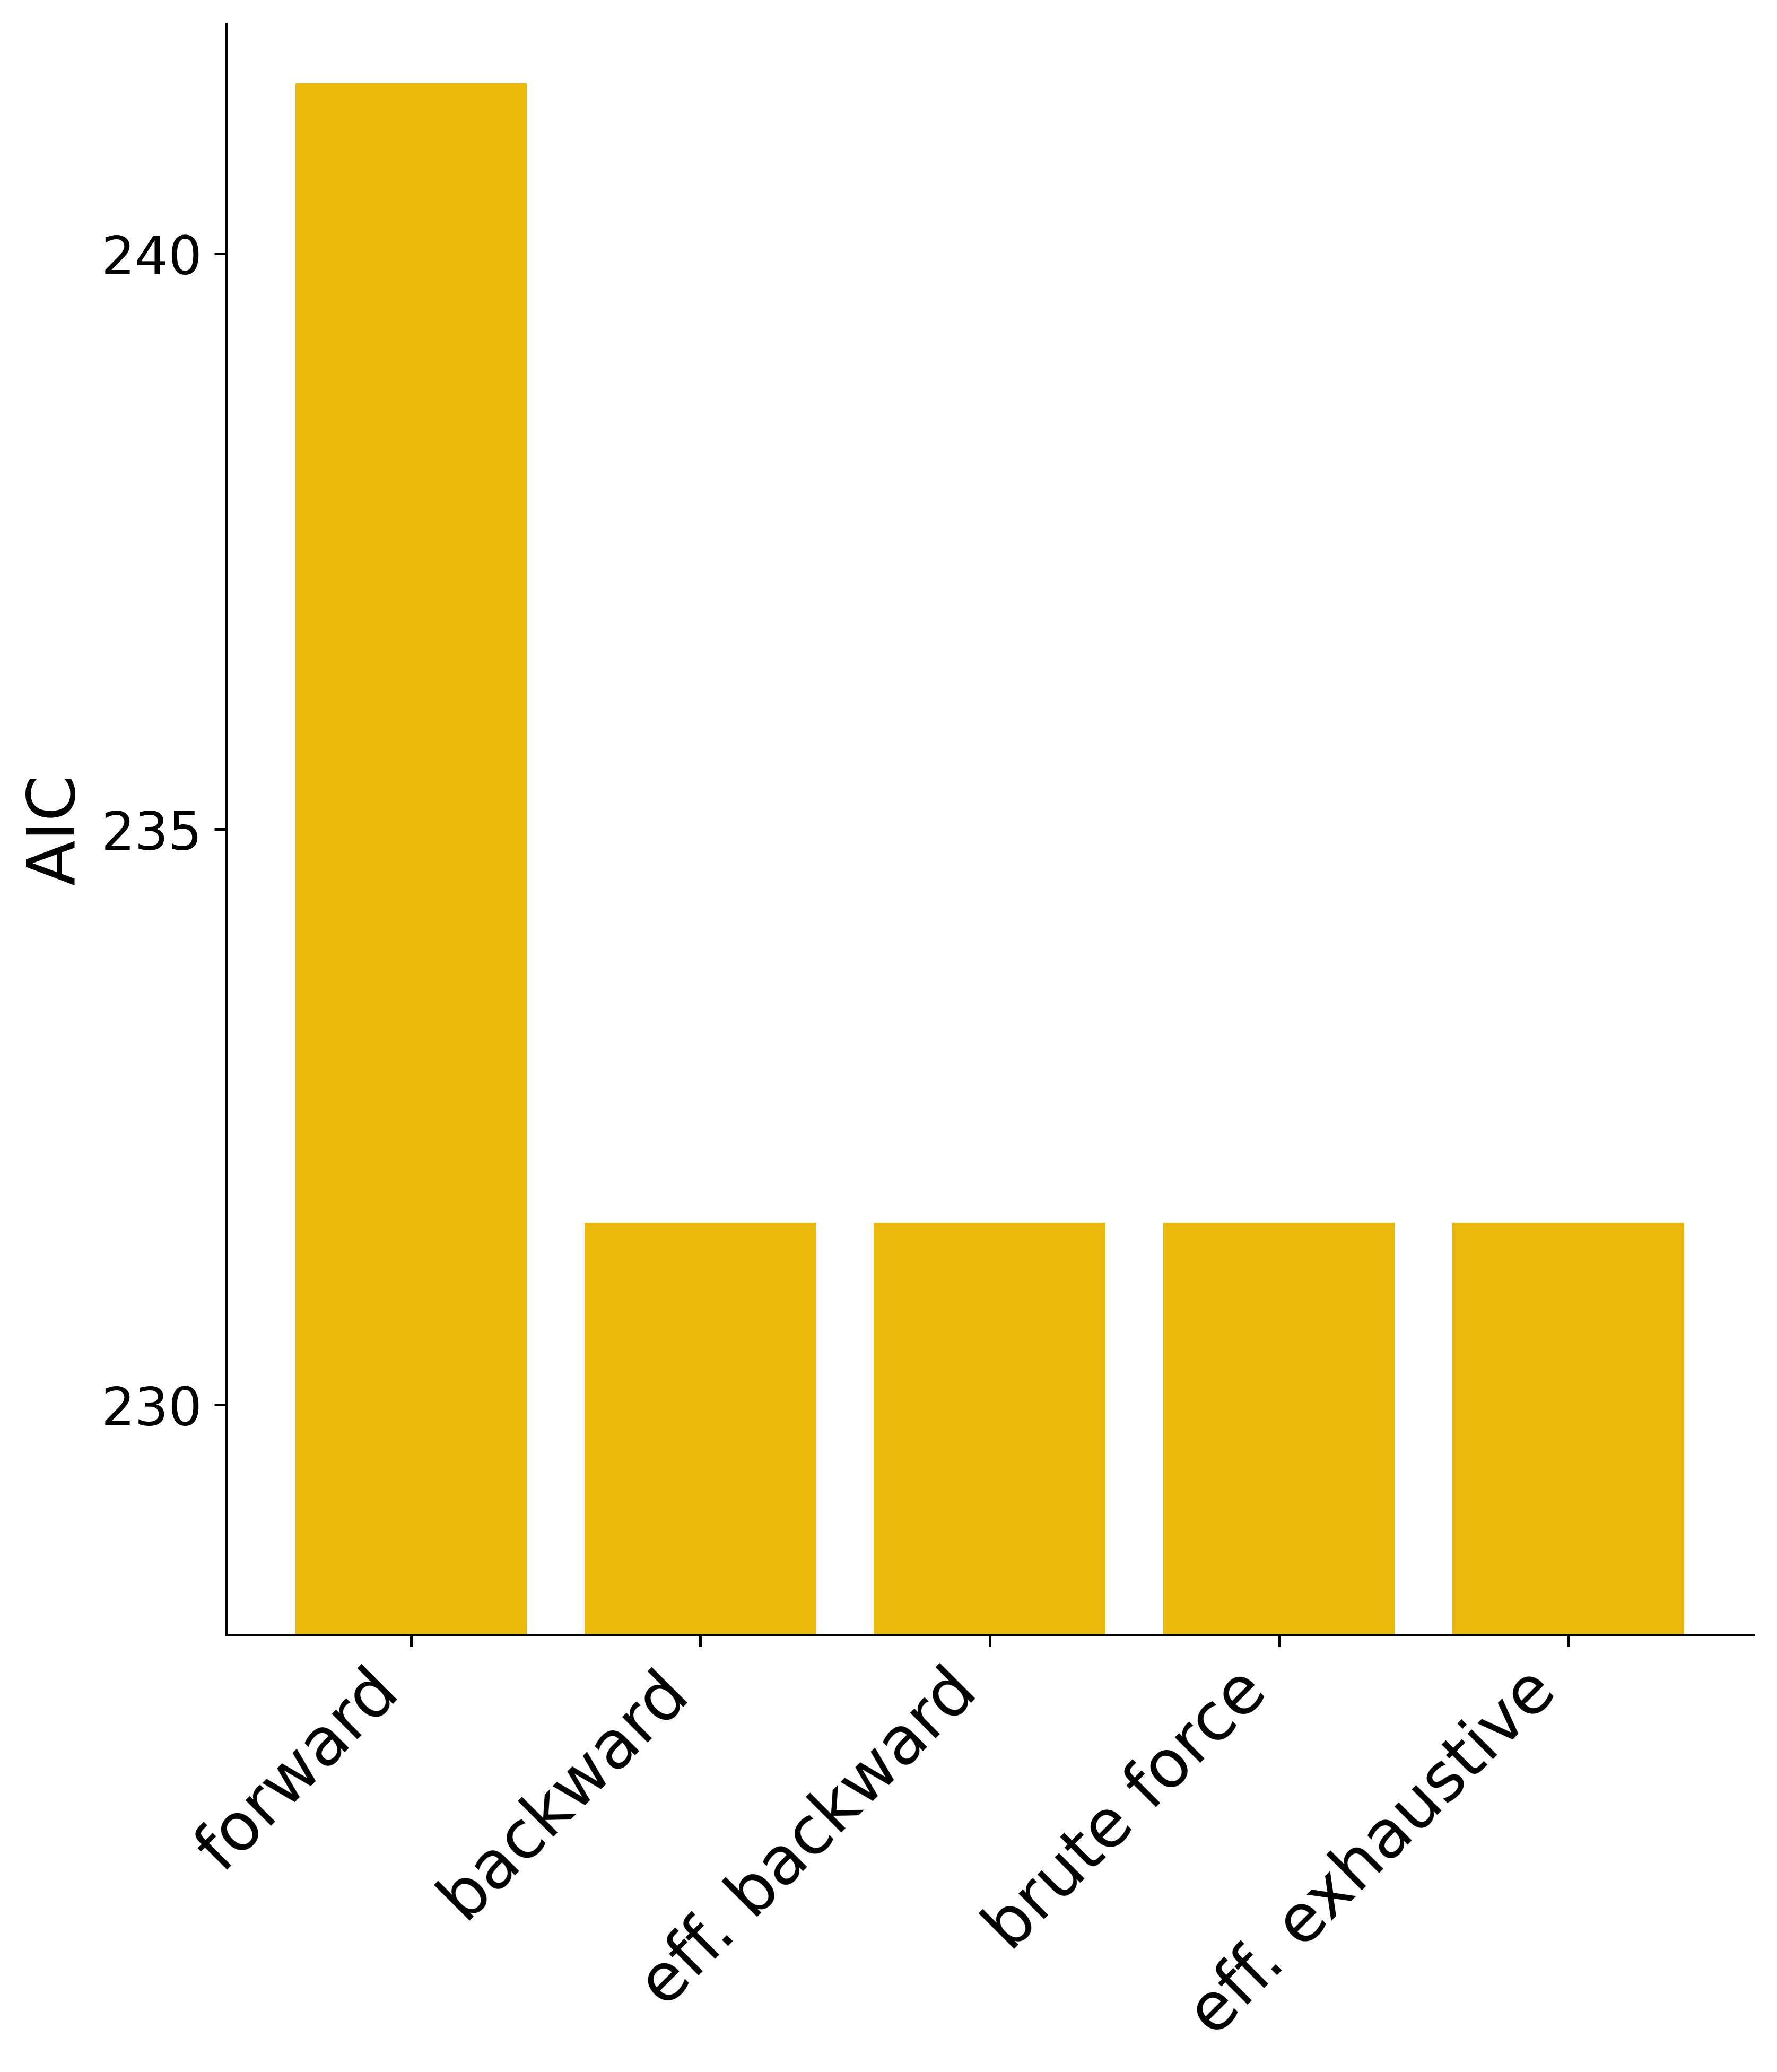 AIC
240
235
230
forward
backward
eff. backward
brute force
eff. exhaustive